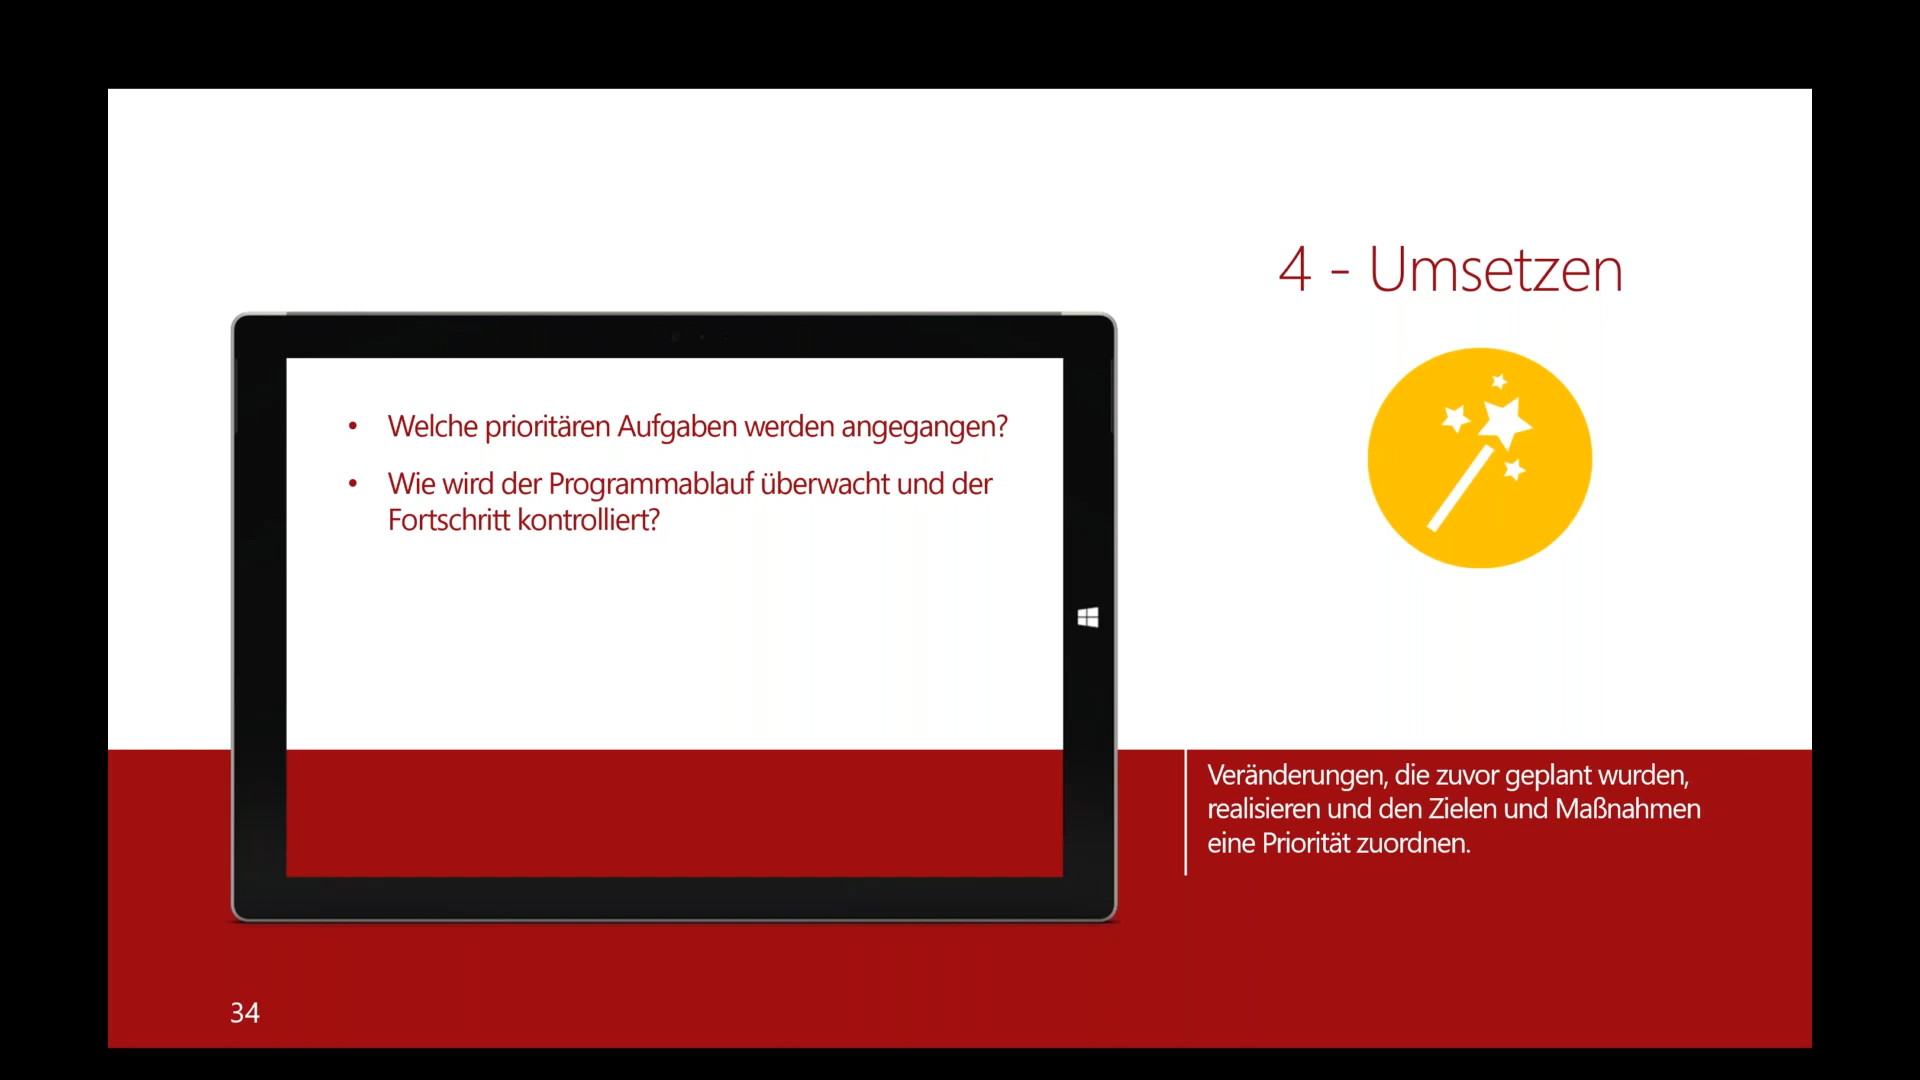 4 - Umsetzen
• Welche prioritären Aufgaben werden angegangen?
• Wie wird der Programmablauf überwacht und der
Fortschritt kontrolliert?
Veränderungen, die zuvor geplant wurden,
realisieren und den Zielen und Maßnahmen
eine Priorität zuordnen.
34